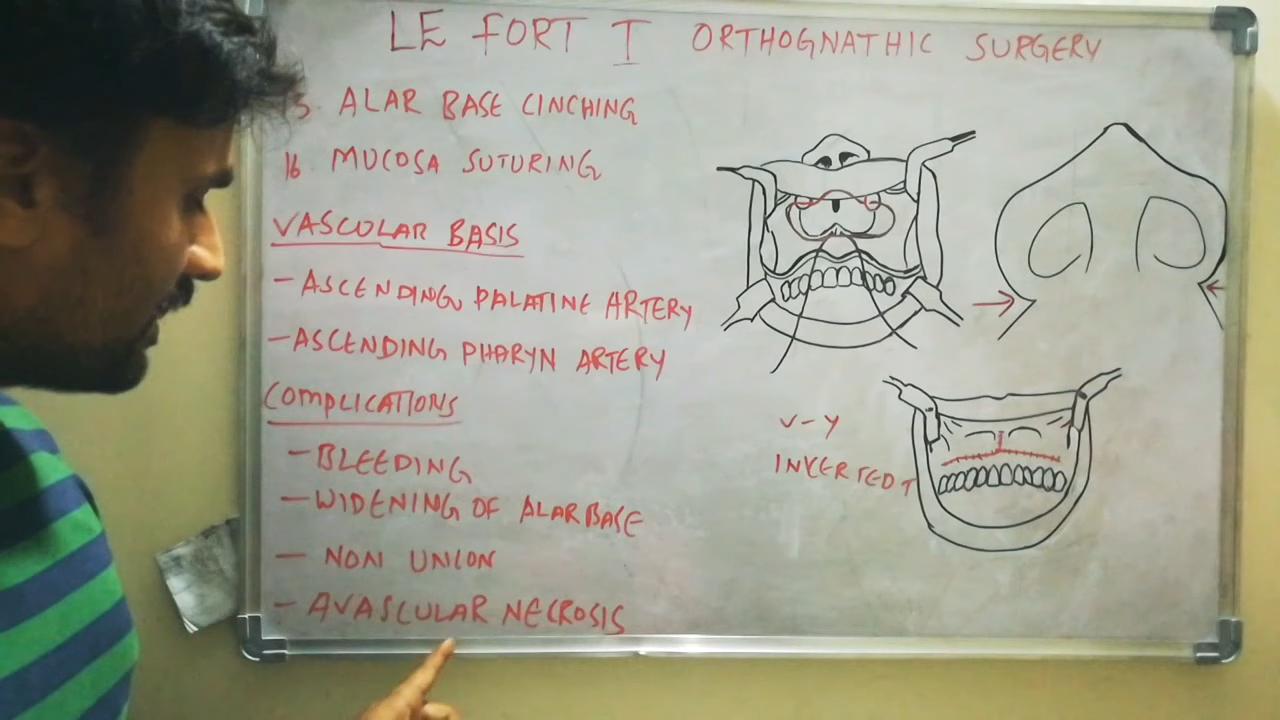 LE FORT I ORTHOGNATHIC SURGERY
5. ALAR BASE CINCHING
16. MUCOSA SUTURING
VASCULAR BASIS
- ASCENDING PALATINE ARTERY
- ASCENDING PHARYN ARTERY
COMPLICATIONS
- BLEEDING
- WIDENING OF ALAR BASE
- NON UNION
- AVASCULAR NECROSIS
V-Y
INVERTED T